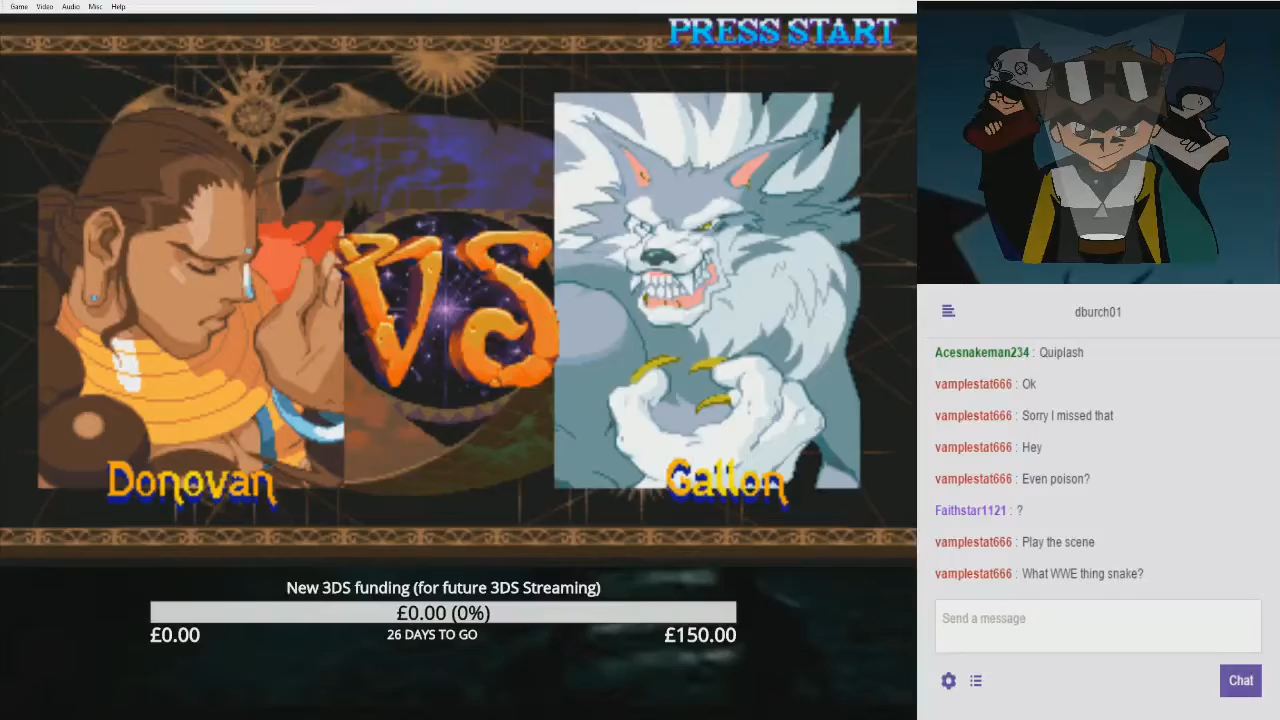 Game Video Audio Misc Help
PRESS START
VS
Donovan
Gallon
New 3DS funding (for future 3DS Streaming)
£0.00 (0%)
£0.00 26 DAYS TO GO £150.00
dburch01
Acesnakeman234 : Quiplash
vamplestat666 : Ok
vamplestat666 : Sorry I missed that
vamplestat666 : Hey
vamplestat666 : Even poison?
Faithstar1121 : ?
vamplestat666 : Play the scene
vamplestat666 : What WWE thing snake?
Send a message
Chat